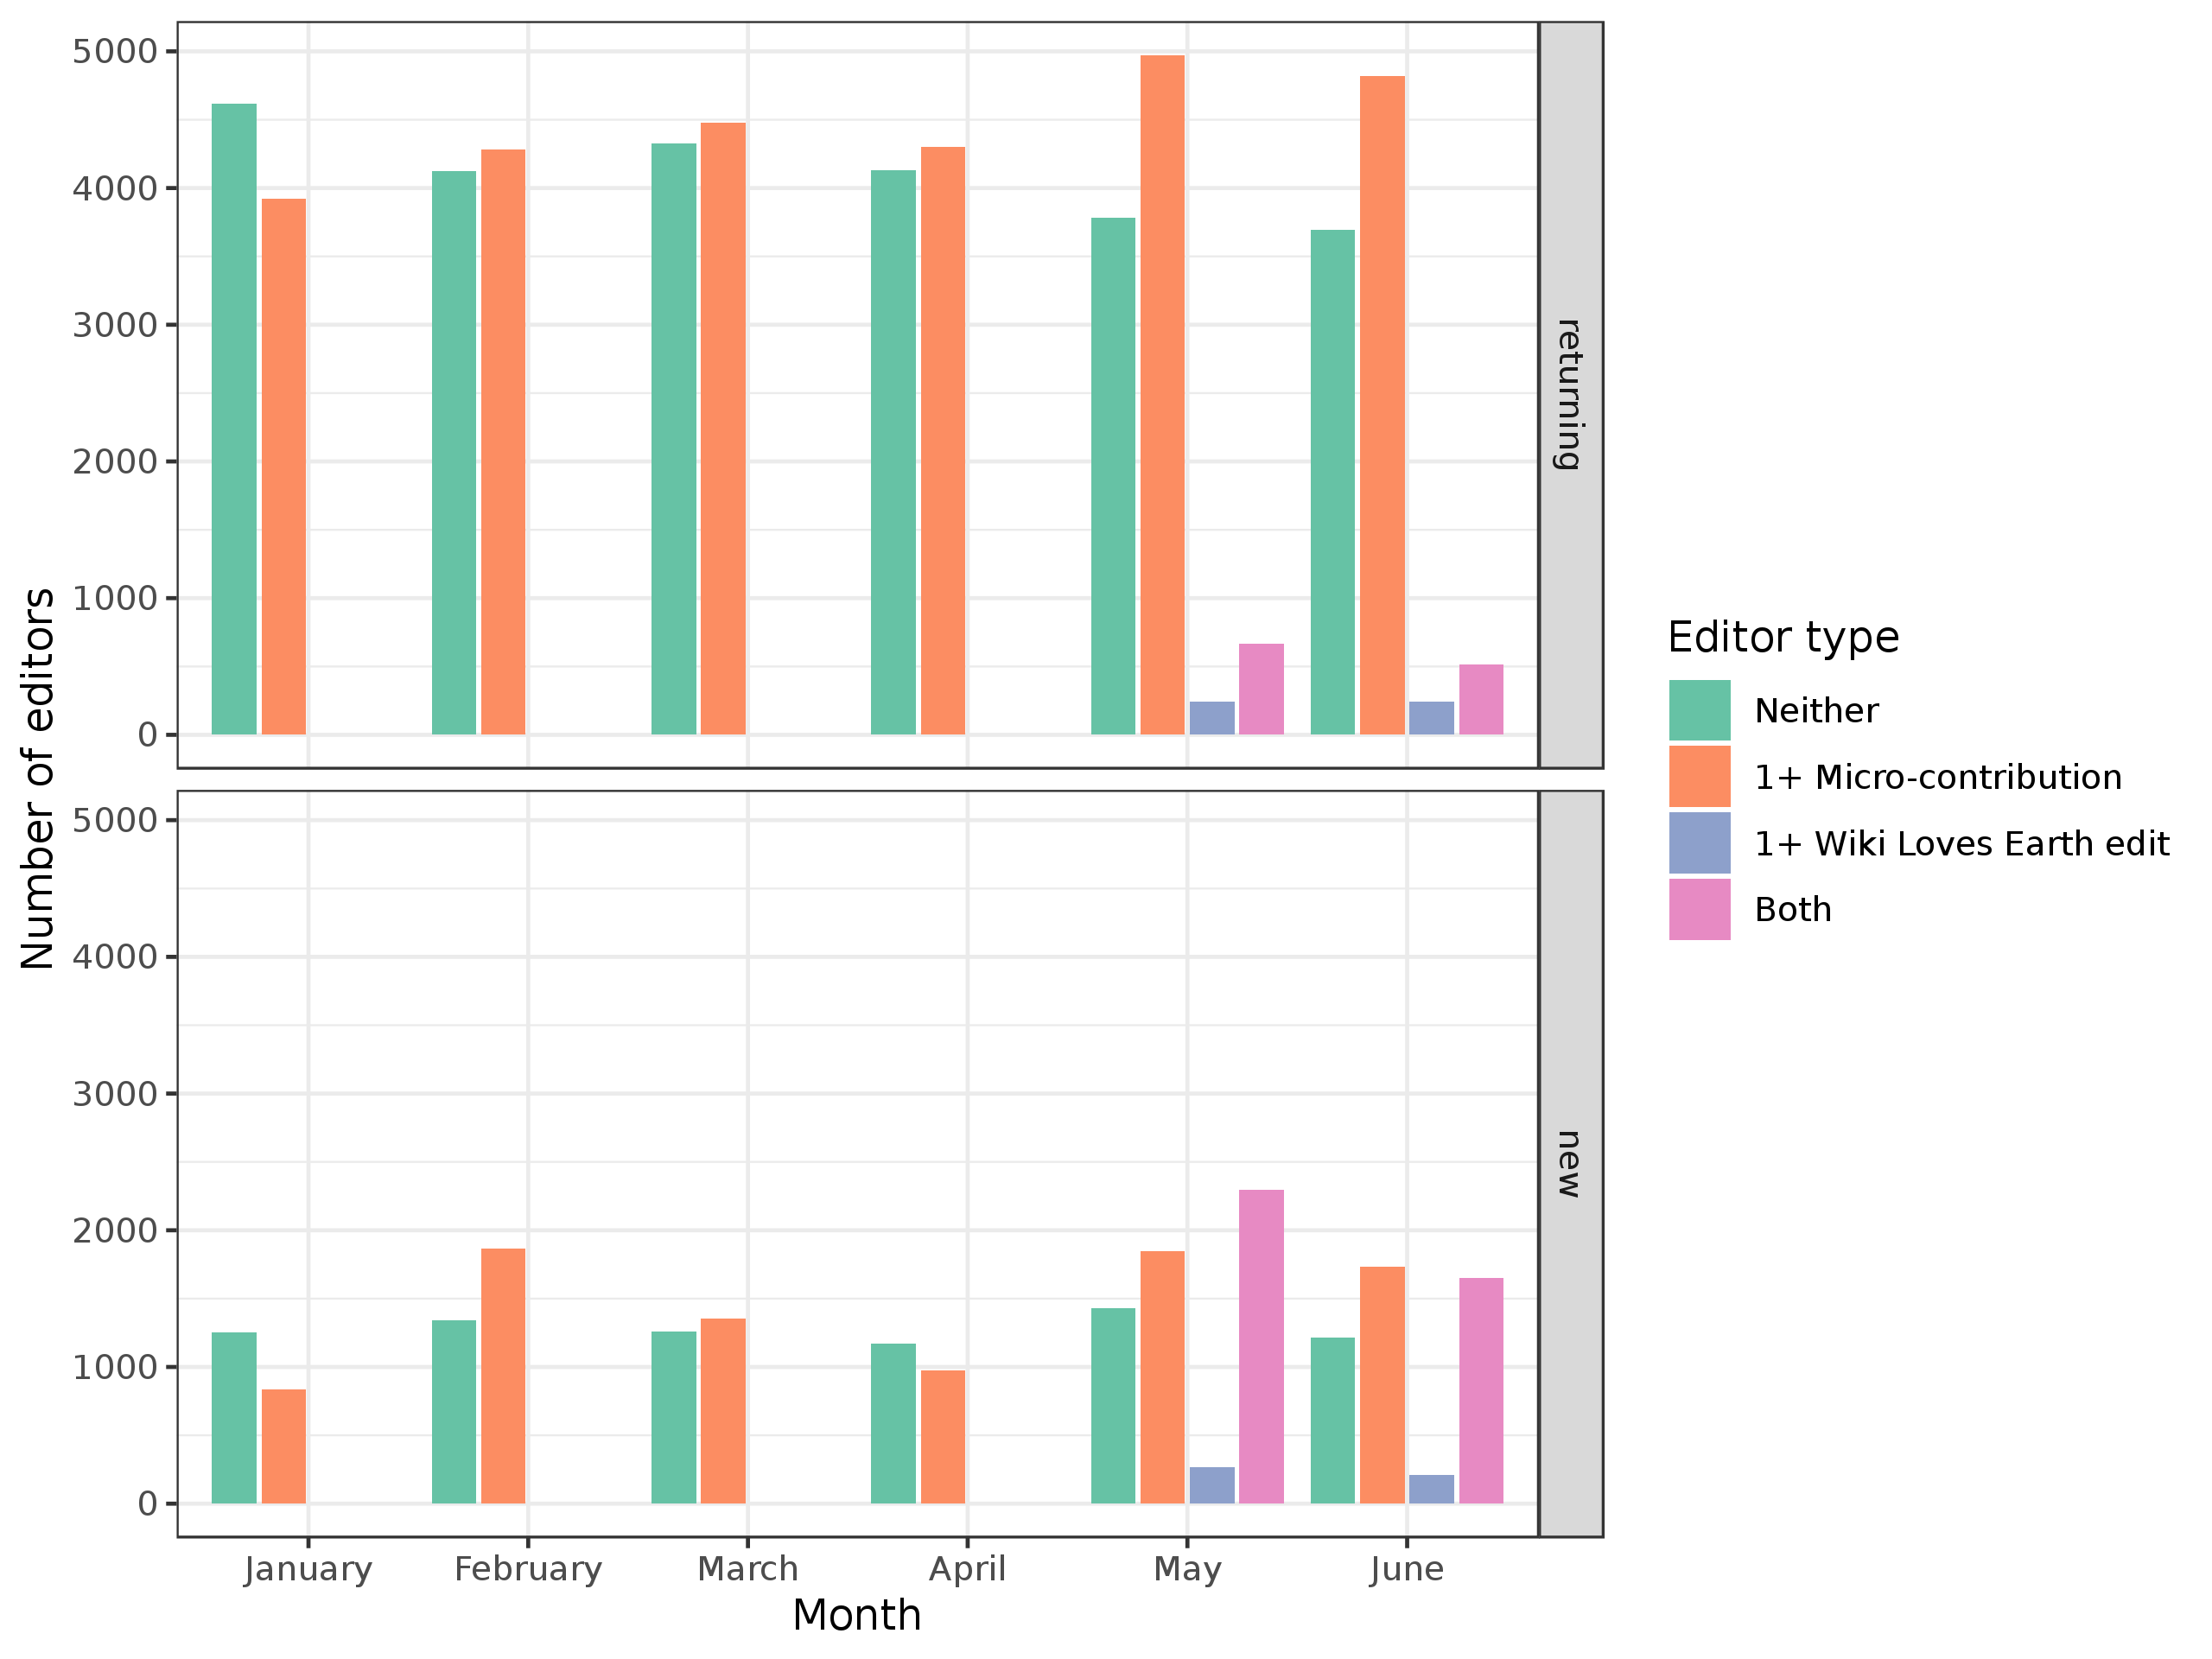 Number of editors
5000
4000
3000
2000
1000
0
returning
5000
4000
3000
2000
1000
0
new
January February March April May June
Month
Editor type
Neither
1+ Micro-contribution
1+ Wiki Loves Earth edit
Both